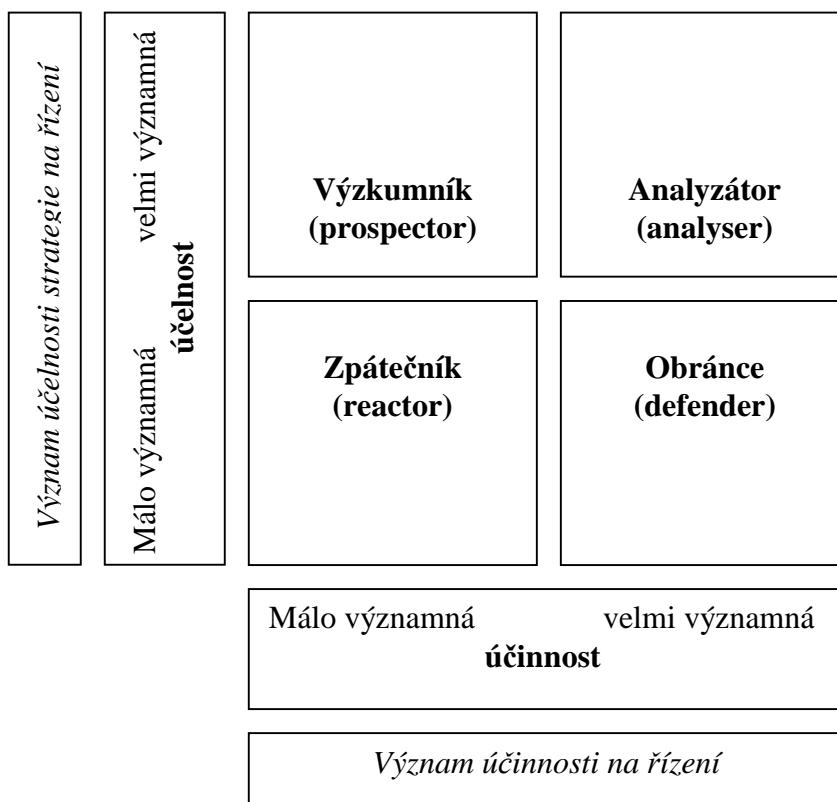 Význam účelnosti strategie na řízení
Málo významná velmi významná
účelnost
Výzkumník
(prospector)
Analyzátor
(analyser)
Zpátečník
(reactor)
Obránce
(defender)
Málo významná velmi významná
účinnost
Význam účinnosti na řízení